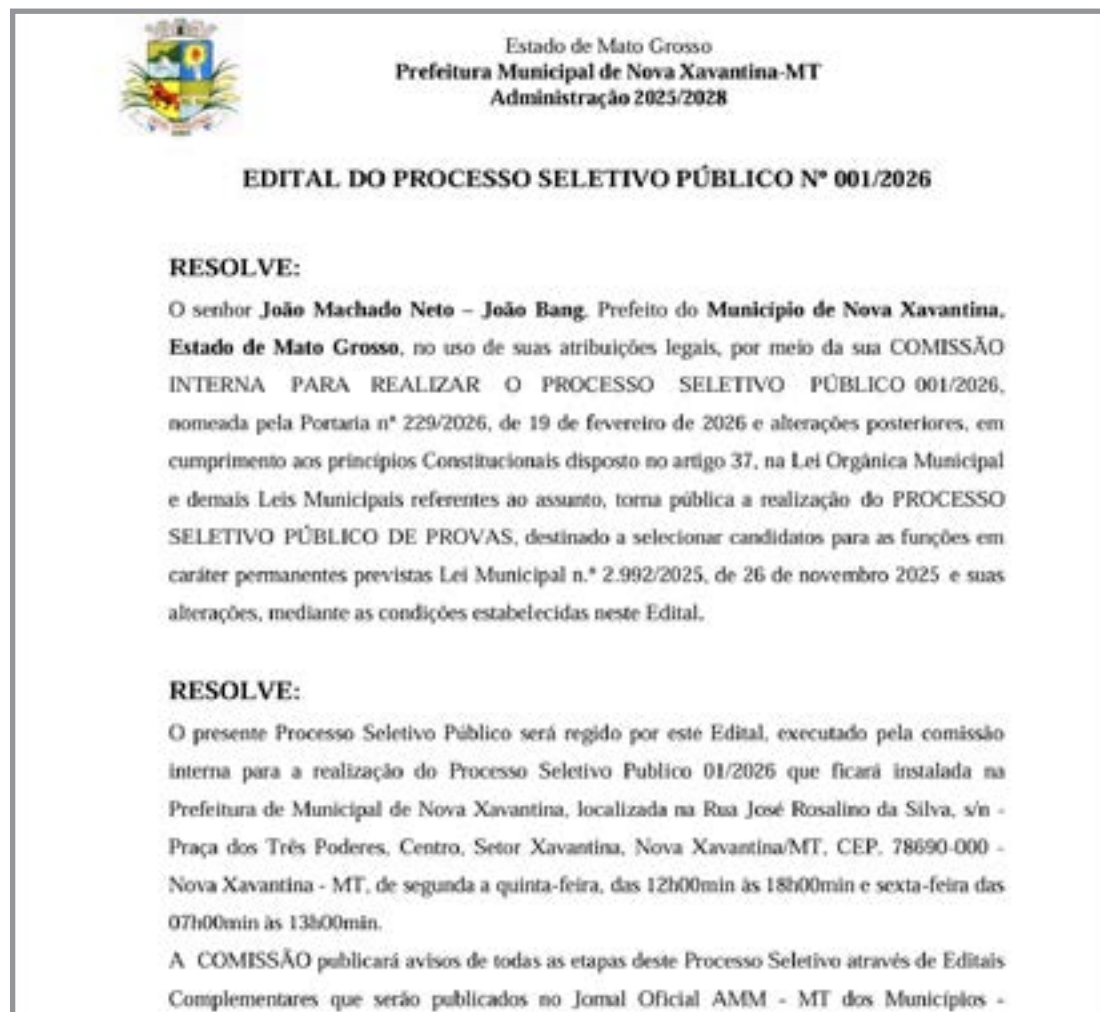 Estado de Mato Grosso
Prefeitura Municipal de Nova Xavantina-MT
Administração 2025/2028
EDITAL DO PROCESSO SELETIVO PÚBLICO Nº 001/2026
RESOLVE:
O senhor João Machado Neto – João Bang, Prefeito do Município de Nova Xavantina,
Estado de Mato Grosso, no uso de suas atribuições legais, por meio da sua COMISSÃO
INTERNA PARA REALIZAR O PROCESSO SELETIVO PÚBLICO 001/2026,
nomeada pela Portaria nº 229/2026, de 19 de fevereiro de 2026 e alterações posteriores, em
cumprimento aos princípios Constitucionais disposto no artigo 37, na Lei Orgânica Municipal
e demais Leis Municipais referentes ao assunto, torna pública a realização do PROCESSO
SELETIVO PÚBLICO DE PROVAS, destinado a selecionar candidatos para as funções em
caráter permanentes previstas Lei Municipal n.º 2.992/2025, de 26 de novembro 2025 e suas
alterações, mediante as condições estabelecidas neste Edital.
RESOLVE:
O presente Processo Seletivo Público será regido por este Edital, executado pela comissão
interna para a realização do Processo Seletivo Publico 01/2026 que ficará instalada na
Prefeitura de Municipal de Nova Xavantina, localizada na Rua José Rosalino da Silva, s/n -
Praça dos Três Poderes, Centro, Setor Xavantina, Nova Xavantina/MT, CEP. 78690-000 -
Nova Xavantina - MT, de segunda a quinta-feira, das 12h00min às 18h00min e sexta-feira das
07h00min às 13h00min.
A COMISSÃO publicará avisos de todas as etapas deste Processo Seletivo através de Editais
Complementares que serão publicados no Jornal Oficial AMM - MT dos Municípios -